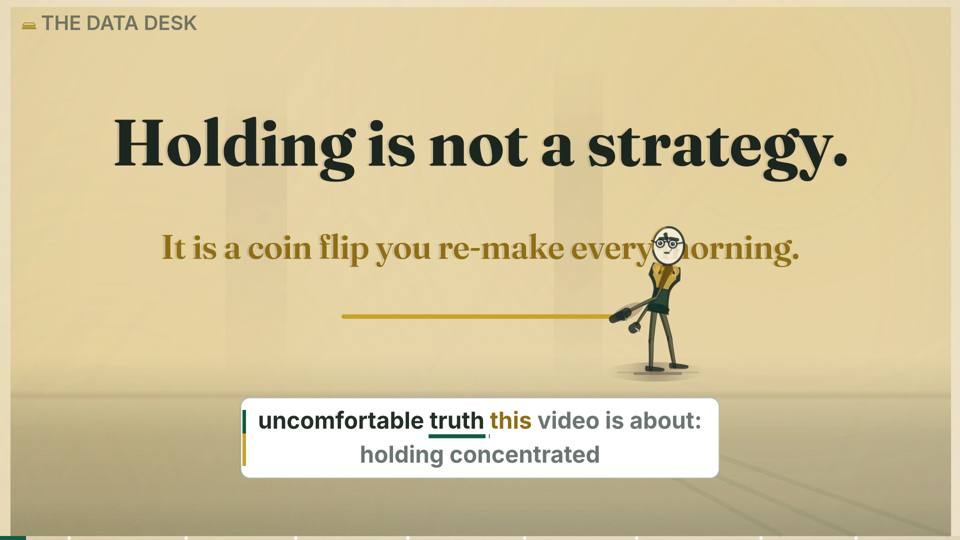 THE DATA DESK
Holding is not a strategy.
It is a coin flip you re-make every morning.
uncomfortable truth this video is about:
holding concentrated